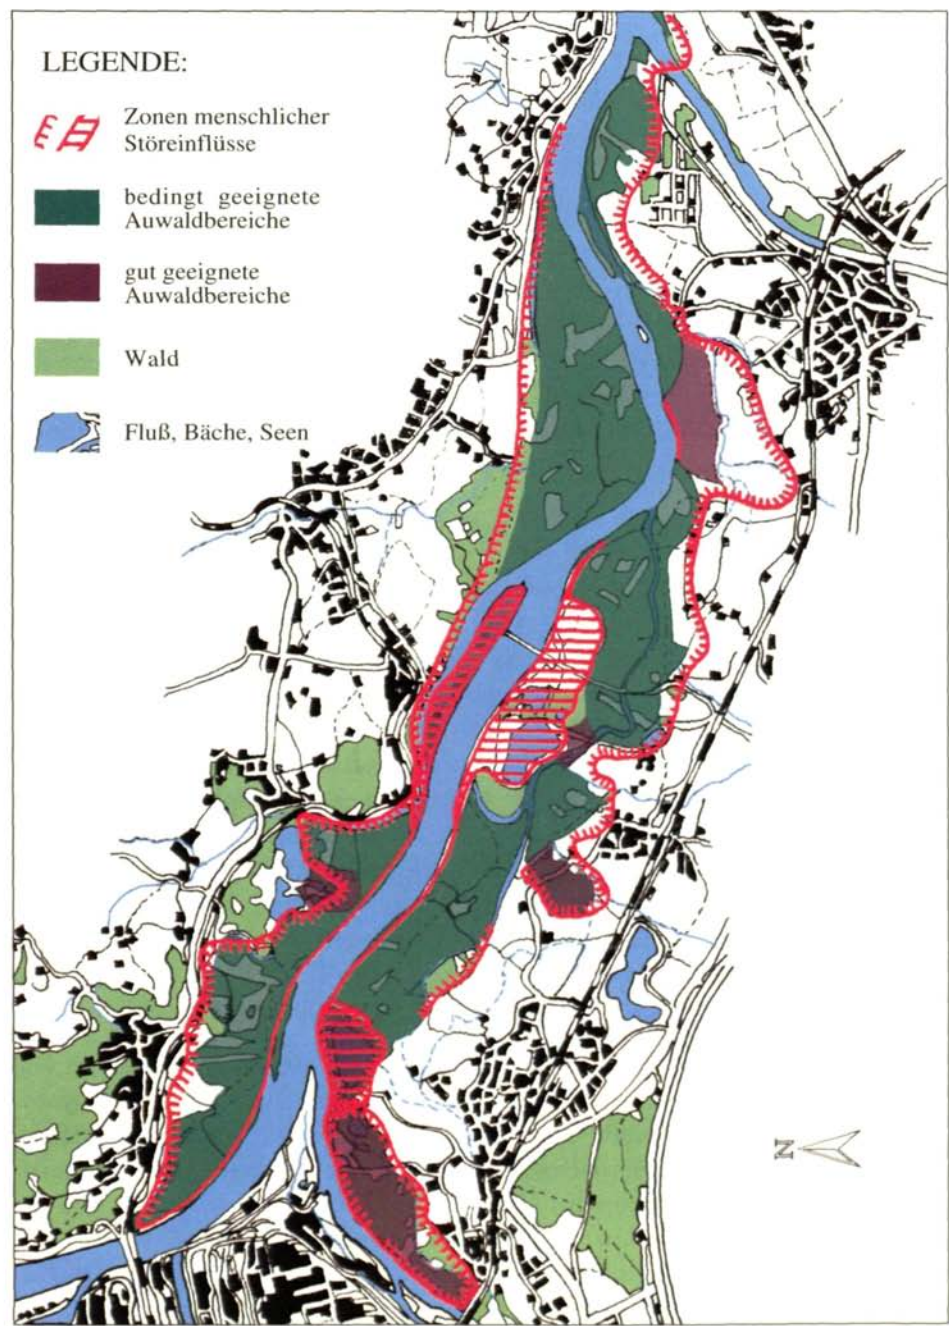 LEGENDE:
Zonen menschlicher
Störeinflüsse
bedingt geeignete
Auwaldbereiche
gut geeignete
Auwaldbereiche
Wald
Fluß, Bäche, Seen
N